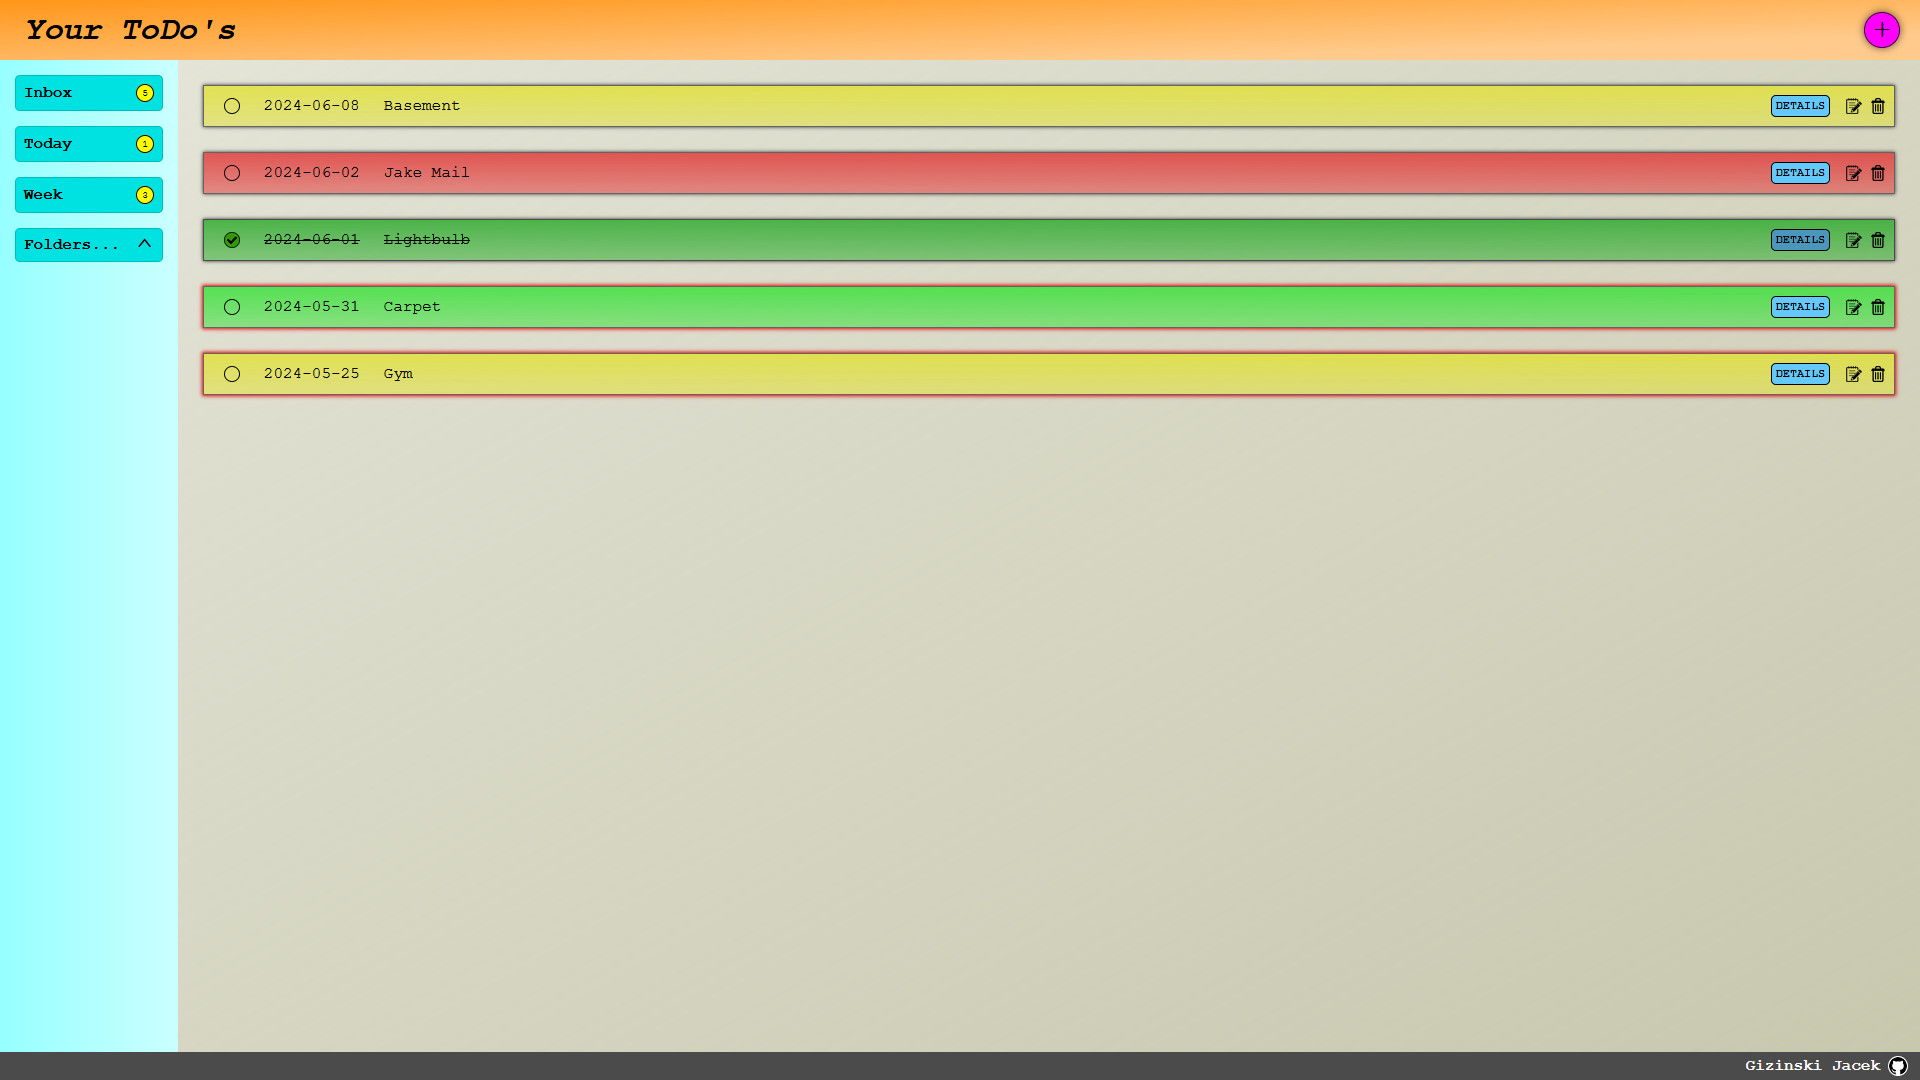 Your ToDo's
Inbox 5
Today 1
Week 3
Folders...
2024-06-08 Basement DETAILS
2024-06-02 Jake Mail DETAILS
2024-06-01 Lightbulb DETAILS
2024-05-31 Carpet DETAILS
2024-05-25 Gym DETAILS
Gizinski Jacek